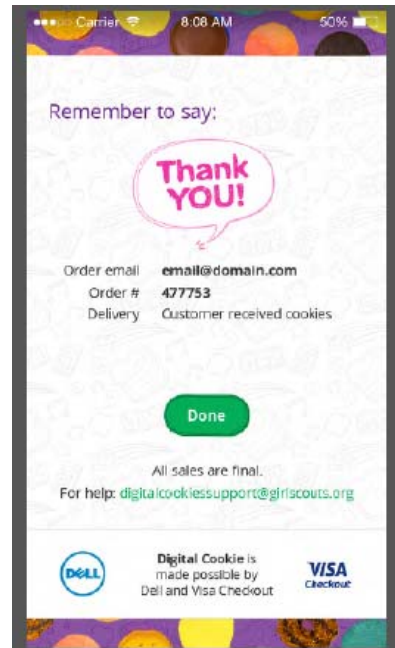 Carrier 8:08 AM 50%
Remember to say:
Thank
YOU!
Order email email@domain.com
Order # 477753
Delivery Customer received cookies
Done
All sales are final.
For help: digitalcookiessupport@girlscouts.org
DELL
Digital Cookie is
made possible by
Dell and Visa Checkout
VISA
Checkout